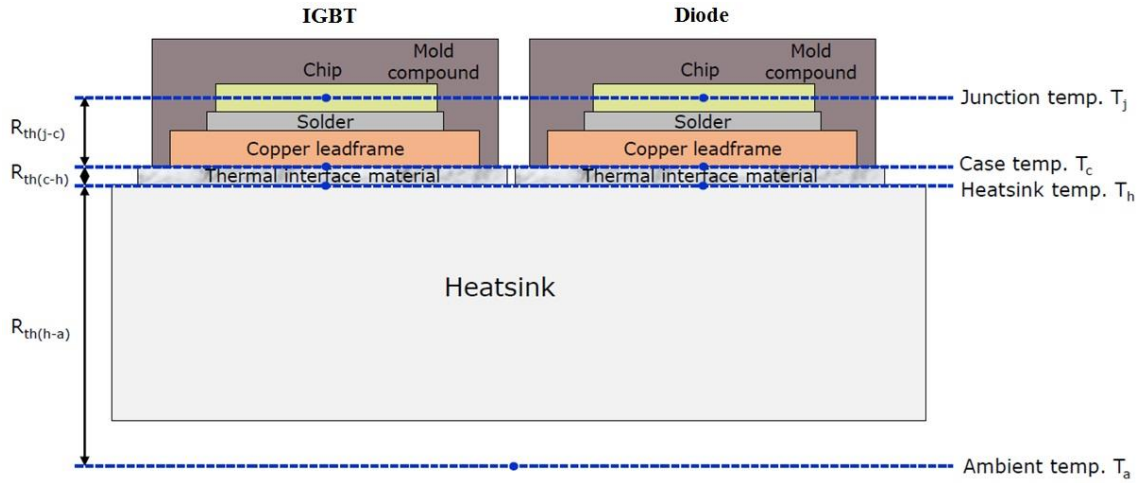 IGBT
Diode
Mold
compound
Chip
Mold
compound
Chip
Junction temp. Tj
Rth(j-c)
Solder
Solder
Copper leadframe
Copper leadframe
Case temp. Tc
Rth(c-h)
Thermal interface material
Thermal interface material
Heatsink temp. Th
Heatsink
Rth(h-a)
Ambient temp. Ta